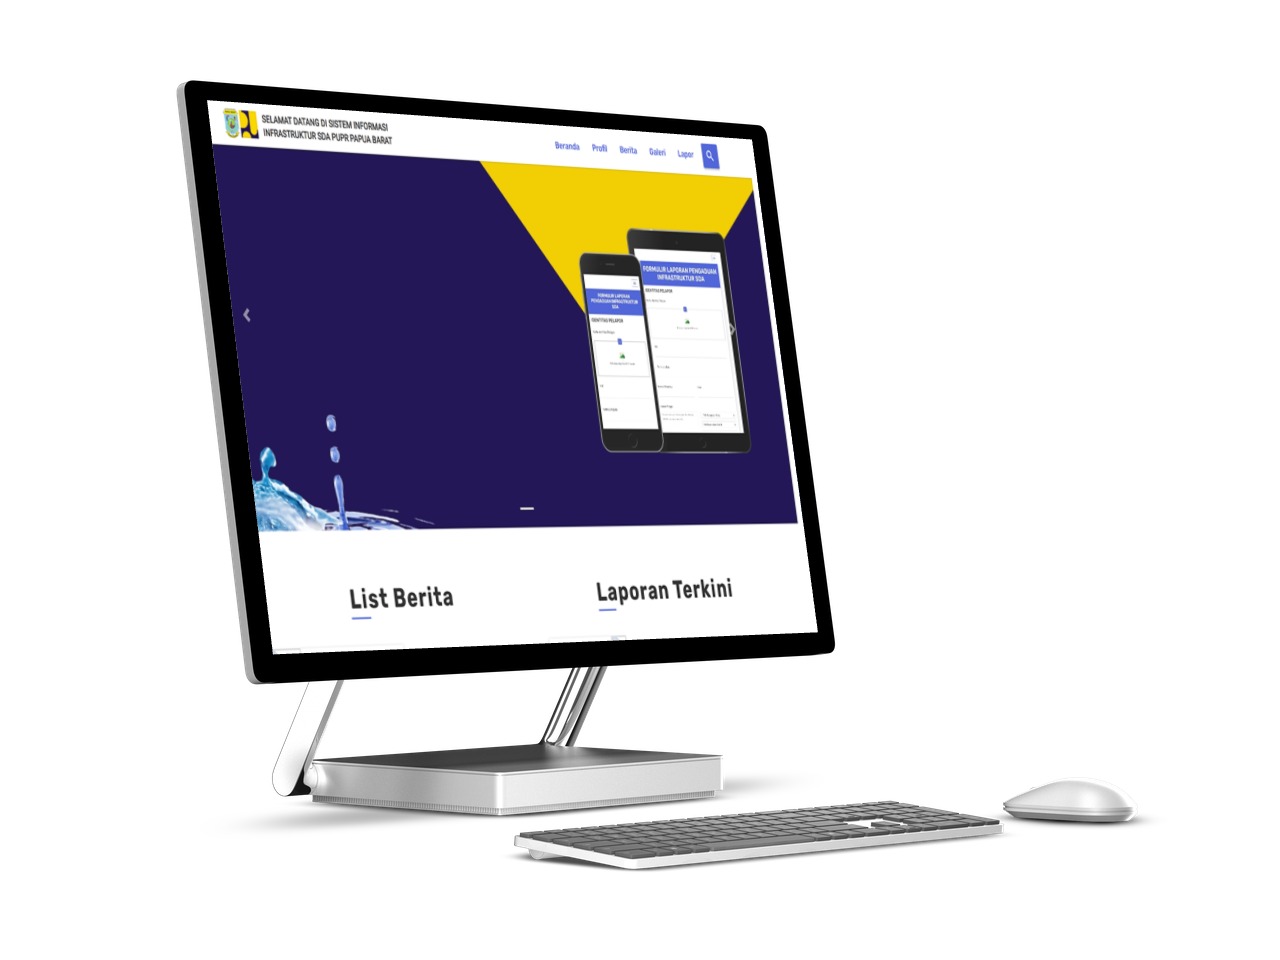 SELAMAT DATANG DI SISTEM INFORMASI
INFRASTRUKTUR SDA PUPR PAPUA BARAT
Beranda Profil Berita Galeri Lapor
FORMULIR LAPORAN PENGADUAN
INFRASTRUKTUR SDA
IDENTITAS PELAPOR
FORMULIR LAPORAN
PENGADUAN INFRASTRUKTUR
SDA
IDENTITAS PELAPOR
List Berita
Laporan Terkini